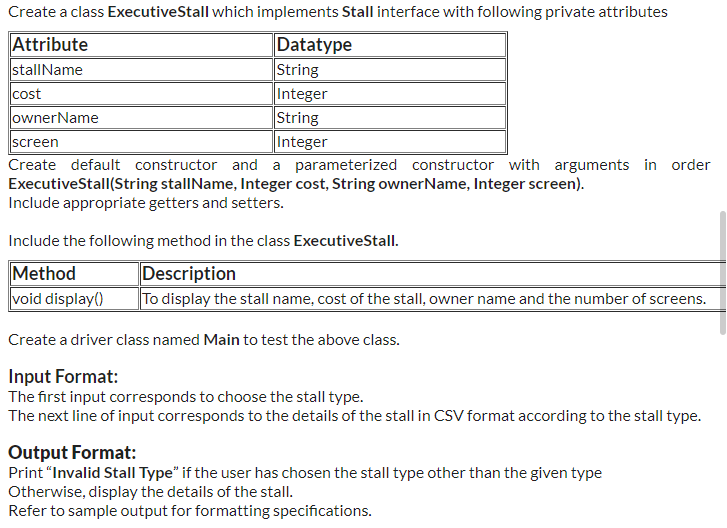 Create a class ExecutiveStall which implements Stall interface with following private attributes
Attribute Datatype
stallName String
cost Integer
ownerName String
screen Integer
Create default constructor and a parameterized constructor with arguments in order
ExecutiveStall(String stallName, Integer cost, String ownerName, Integer screen).
Include appropriate getters and setters.
Include the following method in the class ExecutiveStall.
Method Description
void display() To display the stall name, cost of the stall, owner name and the number of screens.
Create a driver class named Main to test the above class.
Input Format:
The first input corresponds to choose the stall type.
The next line of input corresponds to the details of the stall in CSV format according to the stall type.
Output Format:
Print “Invalid Stall Type” if the user has chosen the stall type other than the given type
Otherwise, display the details of the stall.
Refer to sample output for formatting specifications.